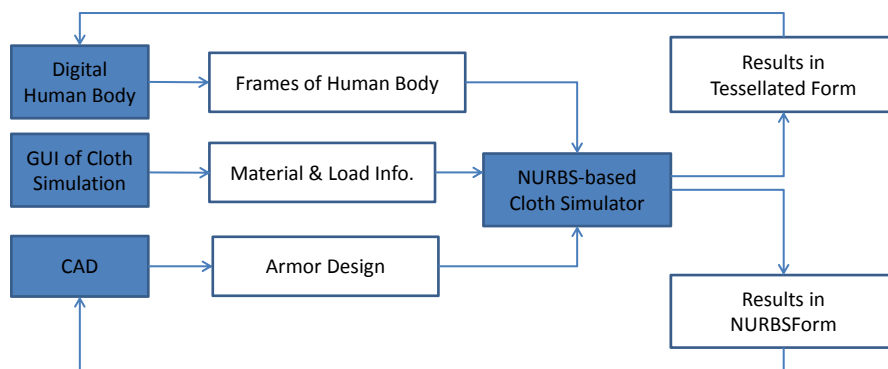 Digital
Human Body
Frames of Human Body
Results in
Tessellated Form
GUI of Cloth
Simulation
Material & Load Info.
NURBS-based
Cloth Simulator
CAD
Armor Design
Results in
NURBSForm